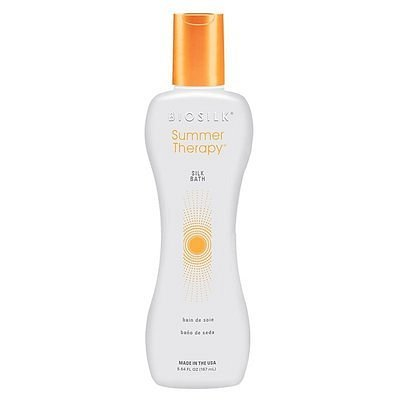 BIOSILK®
Summer
Therapy™
SILK
BATH
bain de soie
baño de seda
MADE IN THE USA
5.64 FL OZ (167 mL)